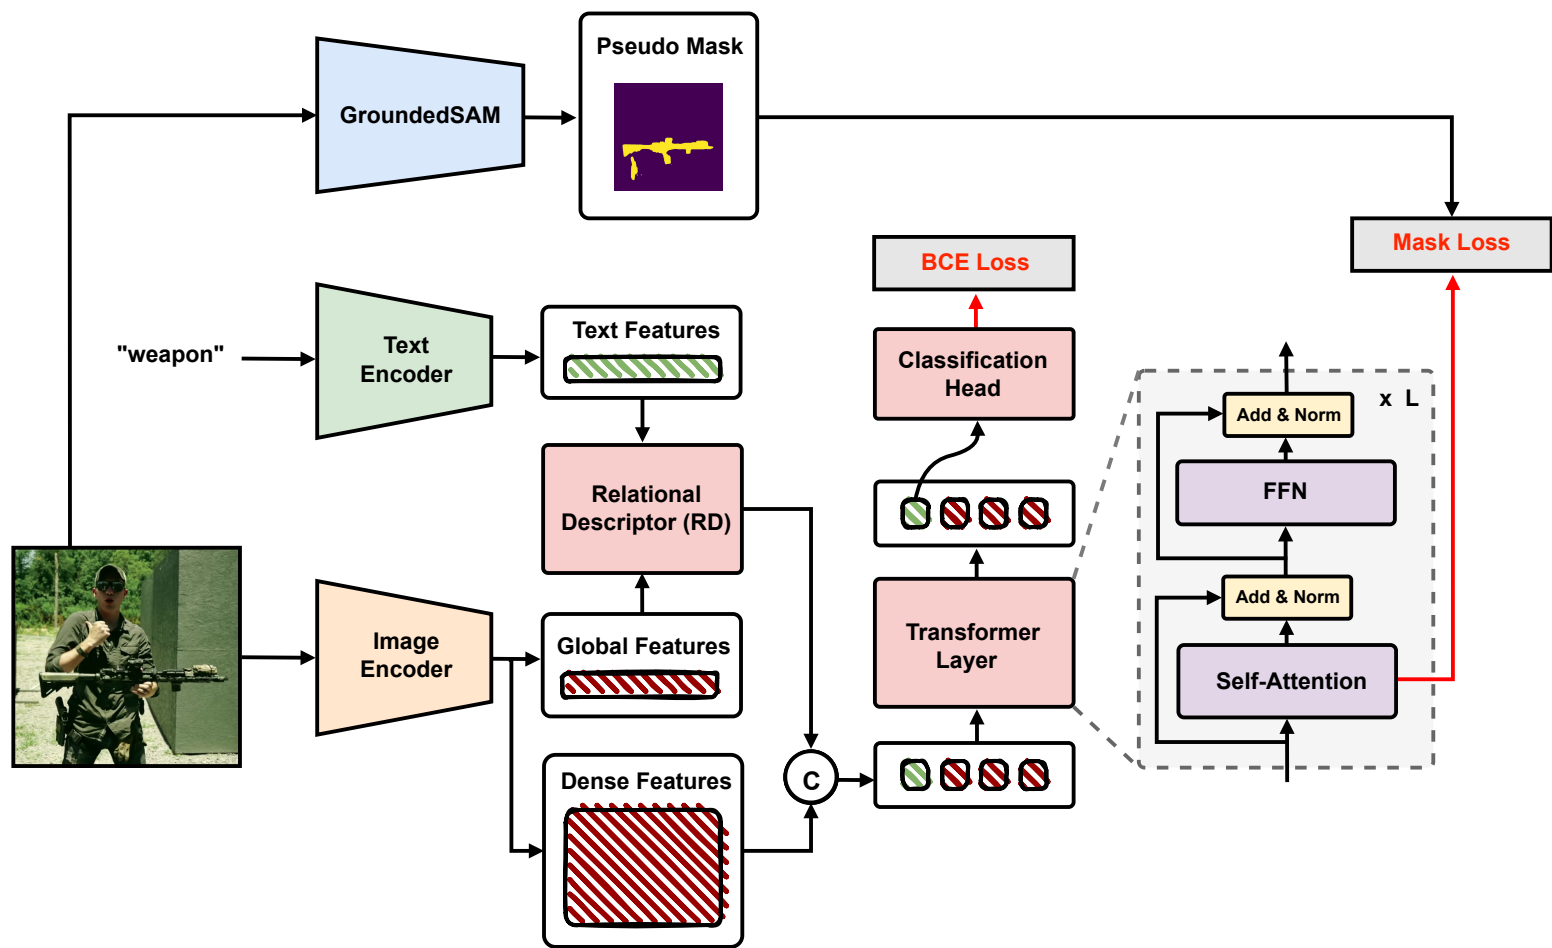 Pseudo Mask
GroundedSAM
Mask Loss
BCE Loss
"weapon"
Text
Encoder
Text Features
Classification
Head
x L
Add & Norm
FFN
Relational
Descriptor (RD)
Add & Norm
Image
Encoder
Global Features
Transformer
Layer
Self-Attention
Dense Features
C